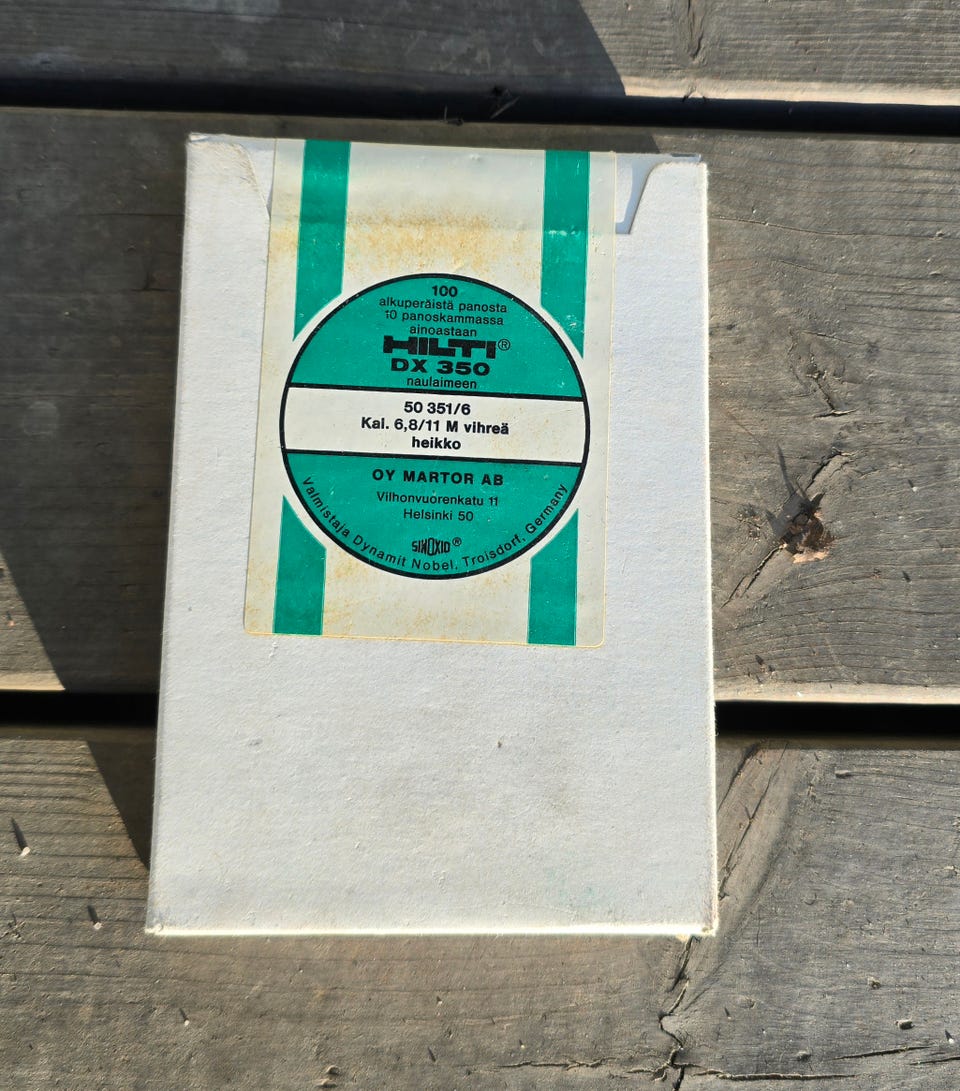 100
alkuperäistä panosta
10 panoskammassa
ainoastaan
HILTI®
DX 350
naulaimeen
50 351/6
Kal. 6,8/11 M vihreä
heikko
OY MARTOR AB
Vilhonvuorenkatu 11
Helsinki 50
SINOXID®
Valmistaja Dynamit Nobel, Troisdorf, Germany